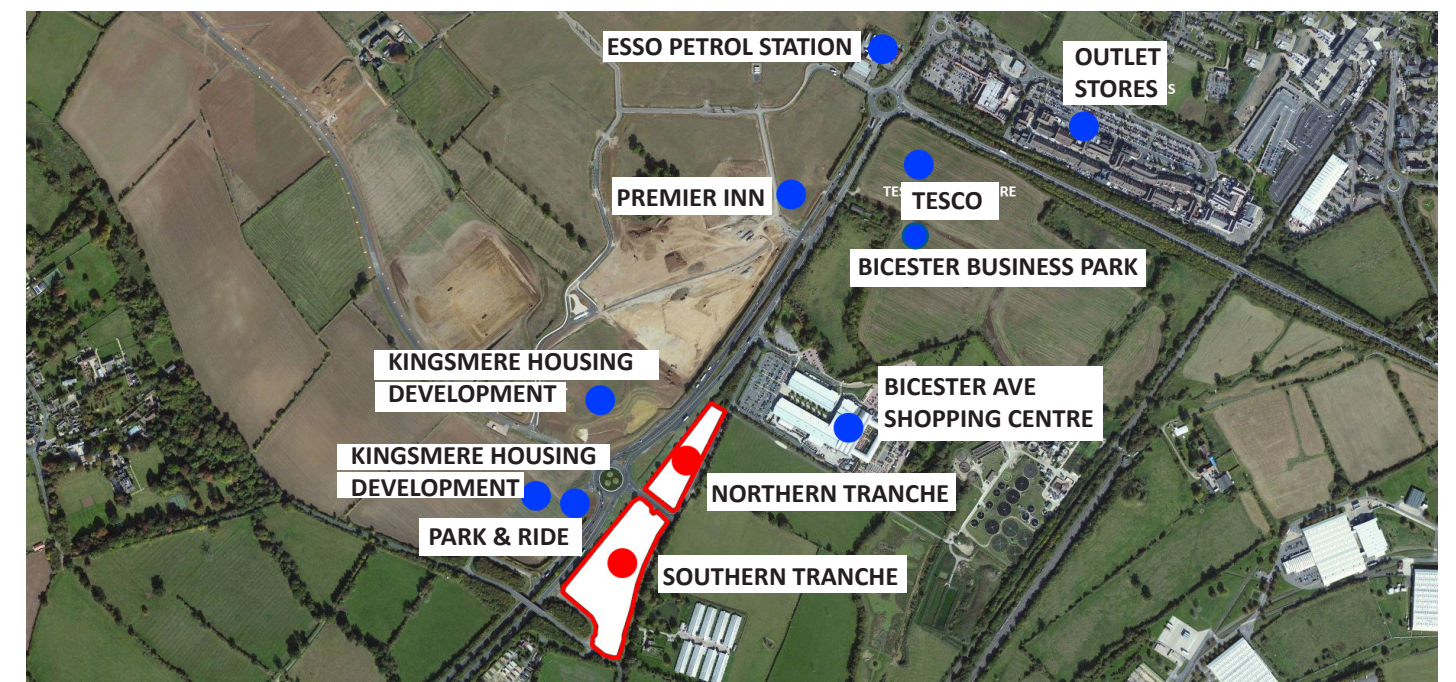 ESSO PETROL STATION
OUTLET
STORES
PREMIER INN
TESCO
BICESTER BUSINESS PARK
KINGSMERE HOUSING
DEVELOPMENT
BICESTER AVE
SHOPPING CENTRE
KINGSMERE HOUSING
DEVELOPMENT
NORTHERN TRANCHE
PARK & RIDE
SOUTHERN TRANCHE